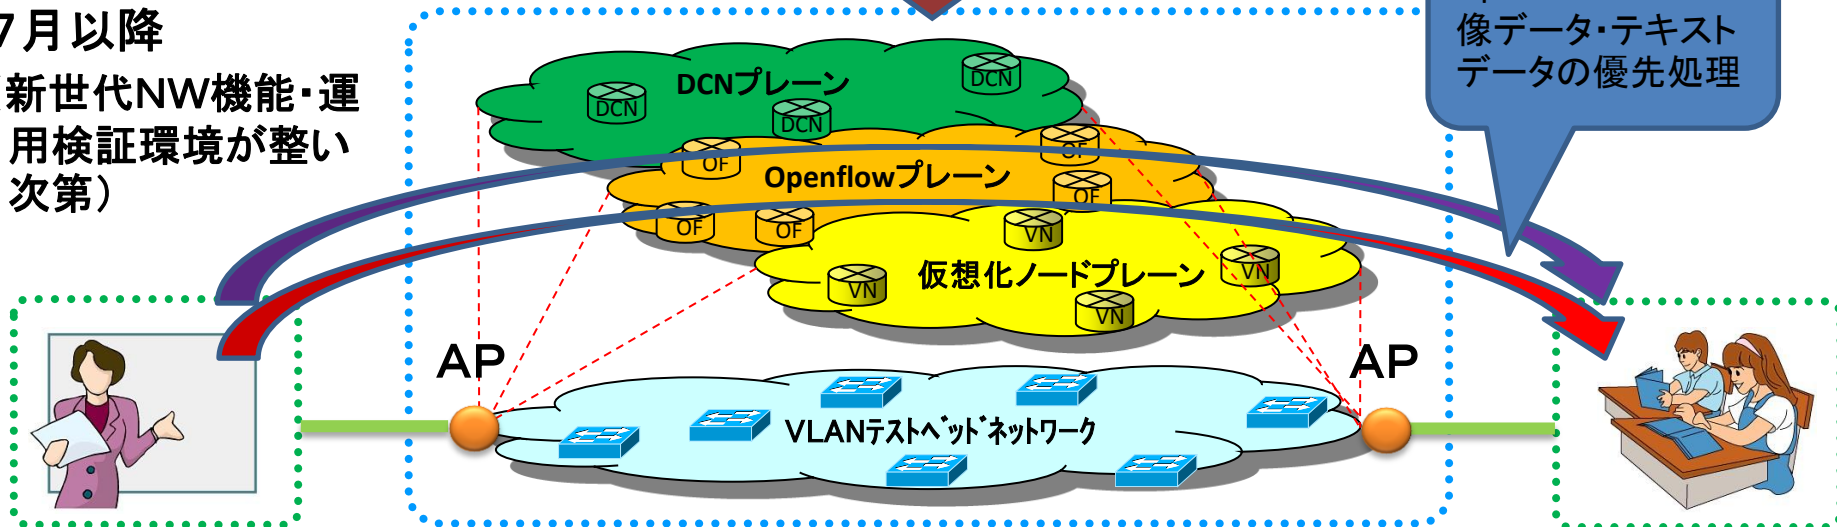 7月以降
（新世代NW機能・運
用検証環境が整い
次第）
像データ・テキスト
データの優先処理
DCNプレーン
DCN
DCN
DCN
Openflowプレーン
OF
OF
OF
OF
OF
仮想化ノードプレーン
VN
VN
VN
VN
AP
AP
VLANテストベッドネットワーク